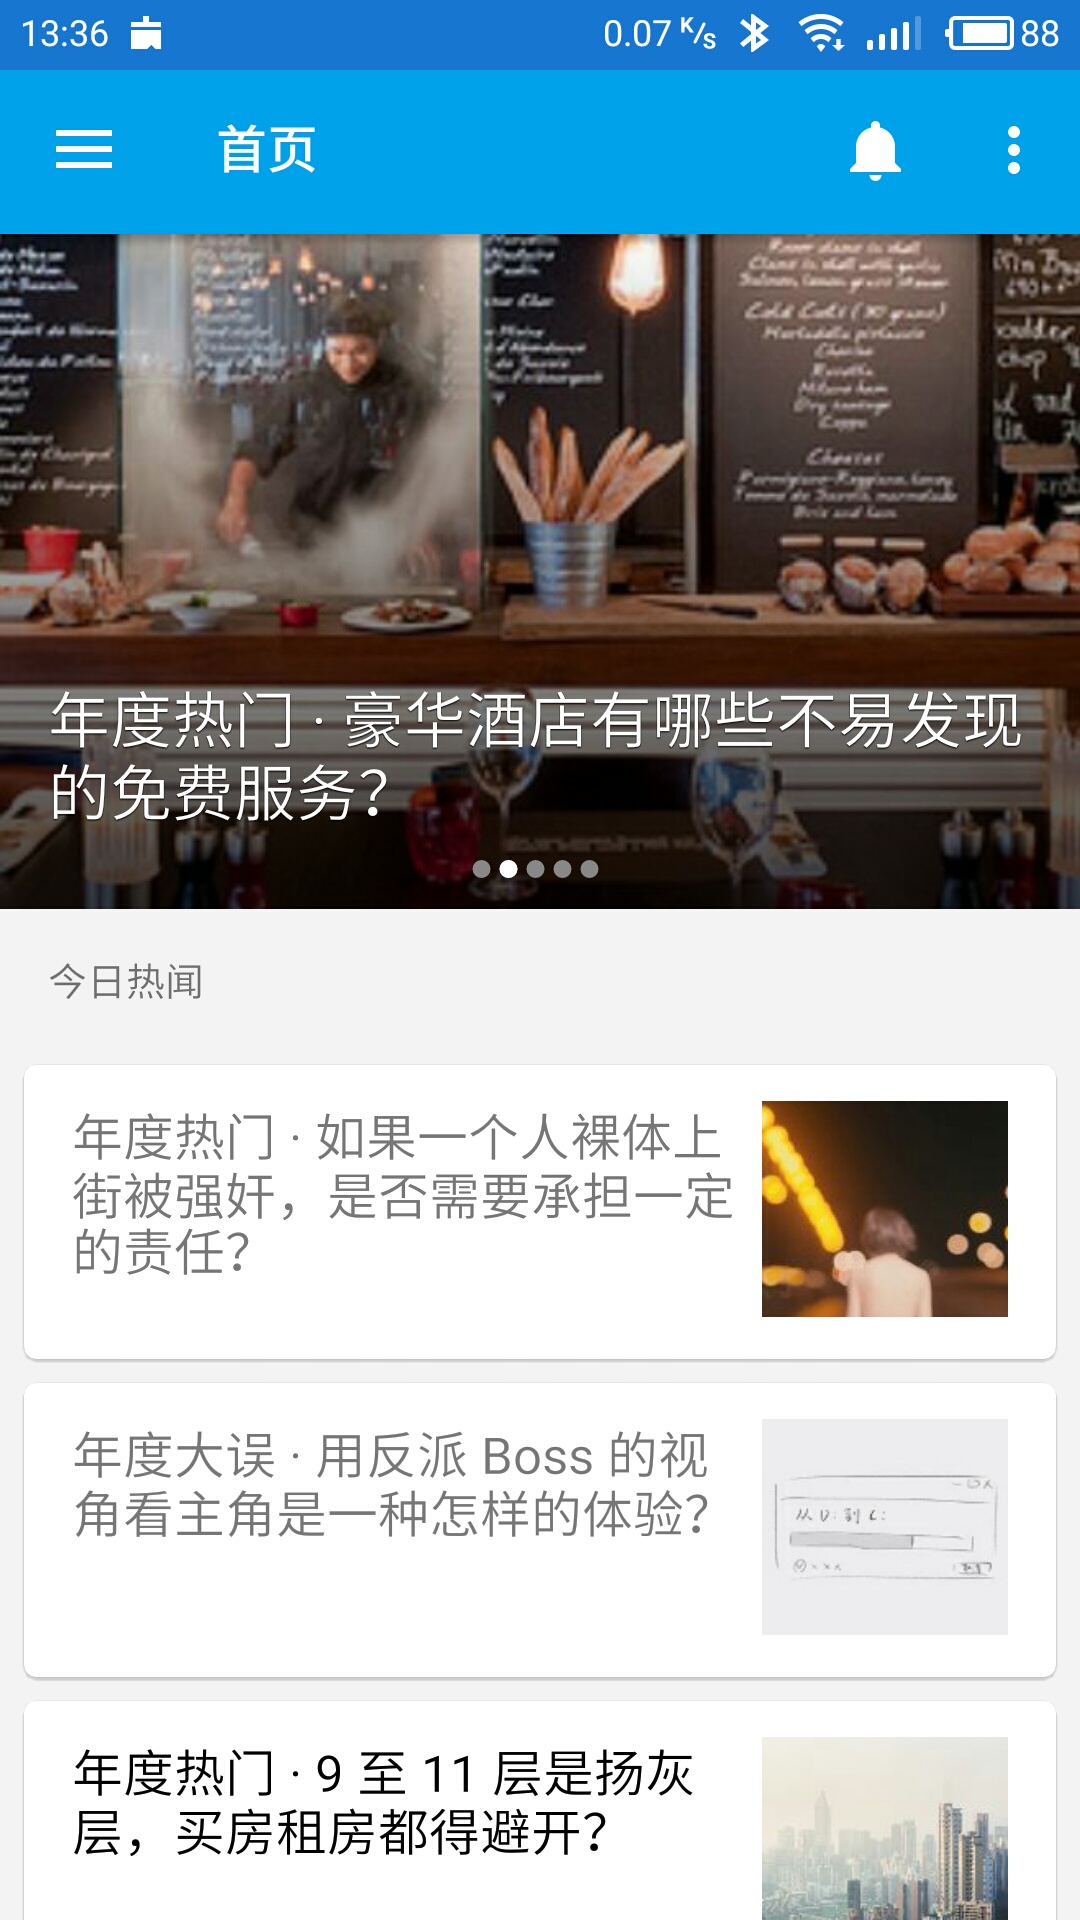 13:36
0.07 K/s
88
首页
Cold Cuts (30 grams)
Cheeses
年度热门 · 豪华酒店有哪些不易发现
的免费服务？
今日热闻
年度热门 · 如果一个人裸体上
街被强奸，是否需要承担一定
的责任？
年度大误 · 用反派 Boss 的视
角看主角是一种怎样的体验？
从 D: 到 C:
年度热门 · 9 至 11 层是扬灰
层，买房租房都得避开？